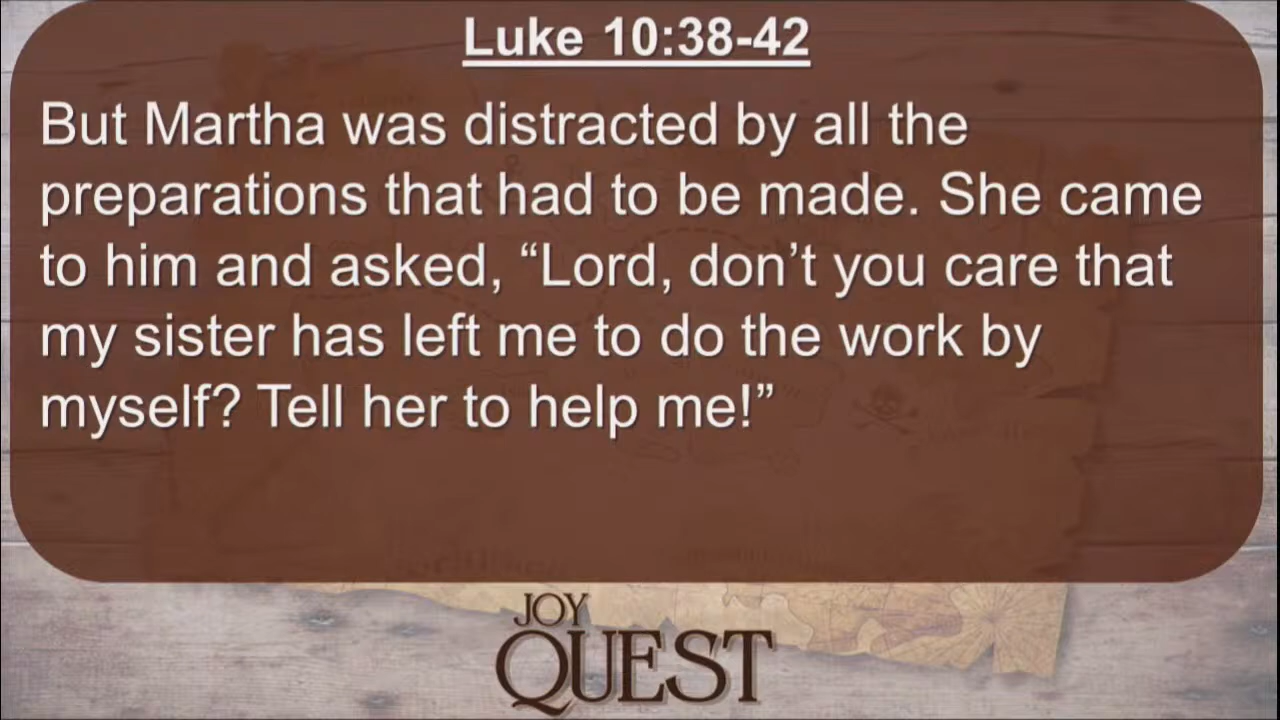 Luke 10:38-42
But Martha was distracted by all the
preparations that had to be made. She came
to him and asked, “Lord, don’t you care that
my sister has left me to do the work by
myself? Tell her to help me!”
JOY
QUEST